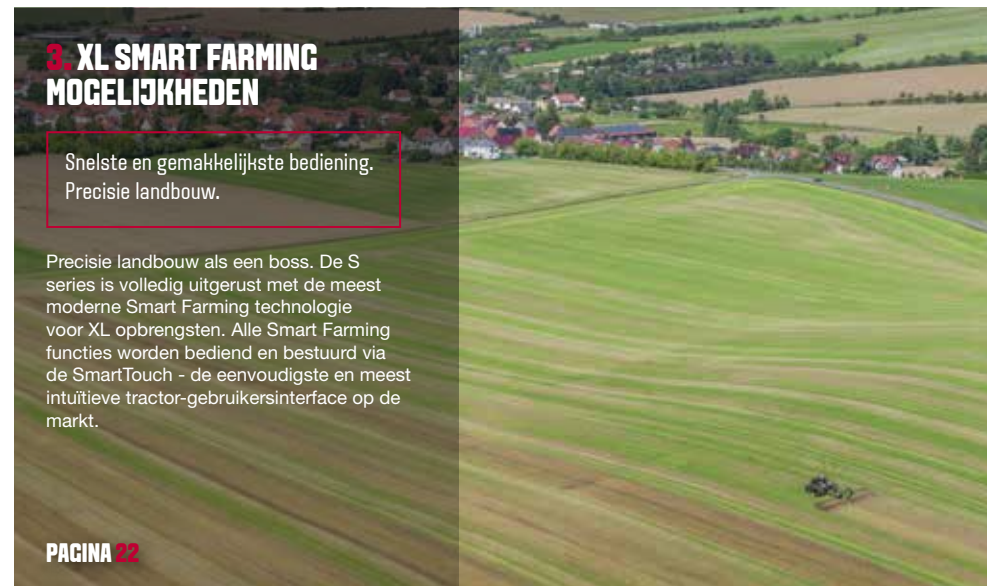 3. XL SMART FARMING
MOGELIJKHEDEN
Snelste en gemakkelijkste bediening.
Precisie landbouw.
Precisie landbouw als een boss. De S
series is volledig uitgerust met de meest
moderne Smart Farming technologie
voor XL opbrengsten. Alle Smart Farming
functies worden bediend en bestuurd via
de SmartTouch - de eenvoudigste en meest
intuïtieve tractor-gebruikersinterface op de
markt.
PAGINA 22